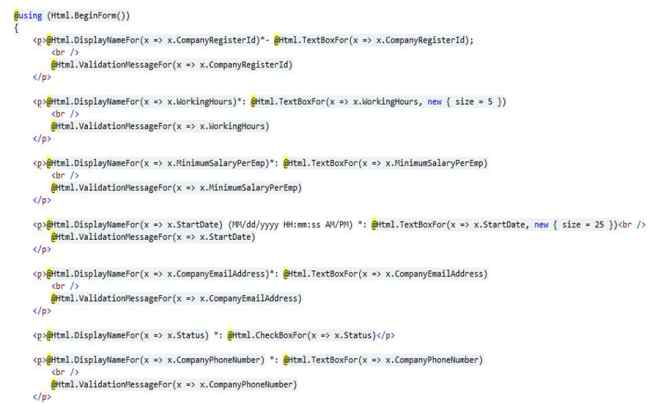 @using (Html.BeginForm())
{
<p>@Html.DisplayNameFor(x => x.CompanyRegisterId)*- @Html.TextBoxFor(x => x.CompanyRegisterId);
<br />
@Html.ValidationMessageFor(x => x.CompanyRegisterId)
</p>
<p>@Html.DisplayNameFor(x => x.WorkingHours)*: @Html.TextBoxFor(x => x.WorkingHours, new { size = 5 })
<br />
@Html.ValidationMessageFor(x => x.WorkingHours)
</p>
<p>@Html.DisplayNameFor(x => x.MinimumSalaryPerEmp)*: @Html.TextBoxFor(x => x.MinimumSalaryPerEmp)
<br />
@Html.ValidationMessageFor(x => x.MinimumSalaryPerEmp)
</p>
<p>@Html.DisplayNameFor(x => x.StartDate) (MM/dd/yyyy HH:mm:ss AM/PM) *: @Html.TextBoxFor(x => x.StartDate, new { size = 25 })<br />
@Html.ValidationMessageFor(x => x.StartDate)
</p>
<p>@Html.DisplayNameFor(x => x.CompanyEmailAddress)*: @Html.TextBoxFor(x => x.CompanyEmailAddress)
<br />
@Html.ValidationMessageFor(x => x.CompanyEmailAddress)
</p>
<p>@Html.DisplayNameFor(x => x.Status) *: @Html.CheckBoxFor(x => x.Status)</p>
<p>@Html.DisplayNameFor(x => x.CompanyPhoneNumber) *: @Html.TextBoxFor(x => x.CompanyPhoneNumber)
<br />
@Html.ValidationMessageFor(x => x.CompanyPhoneNumber)
</p>